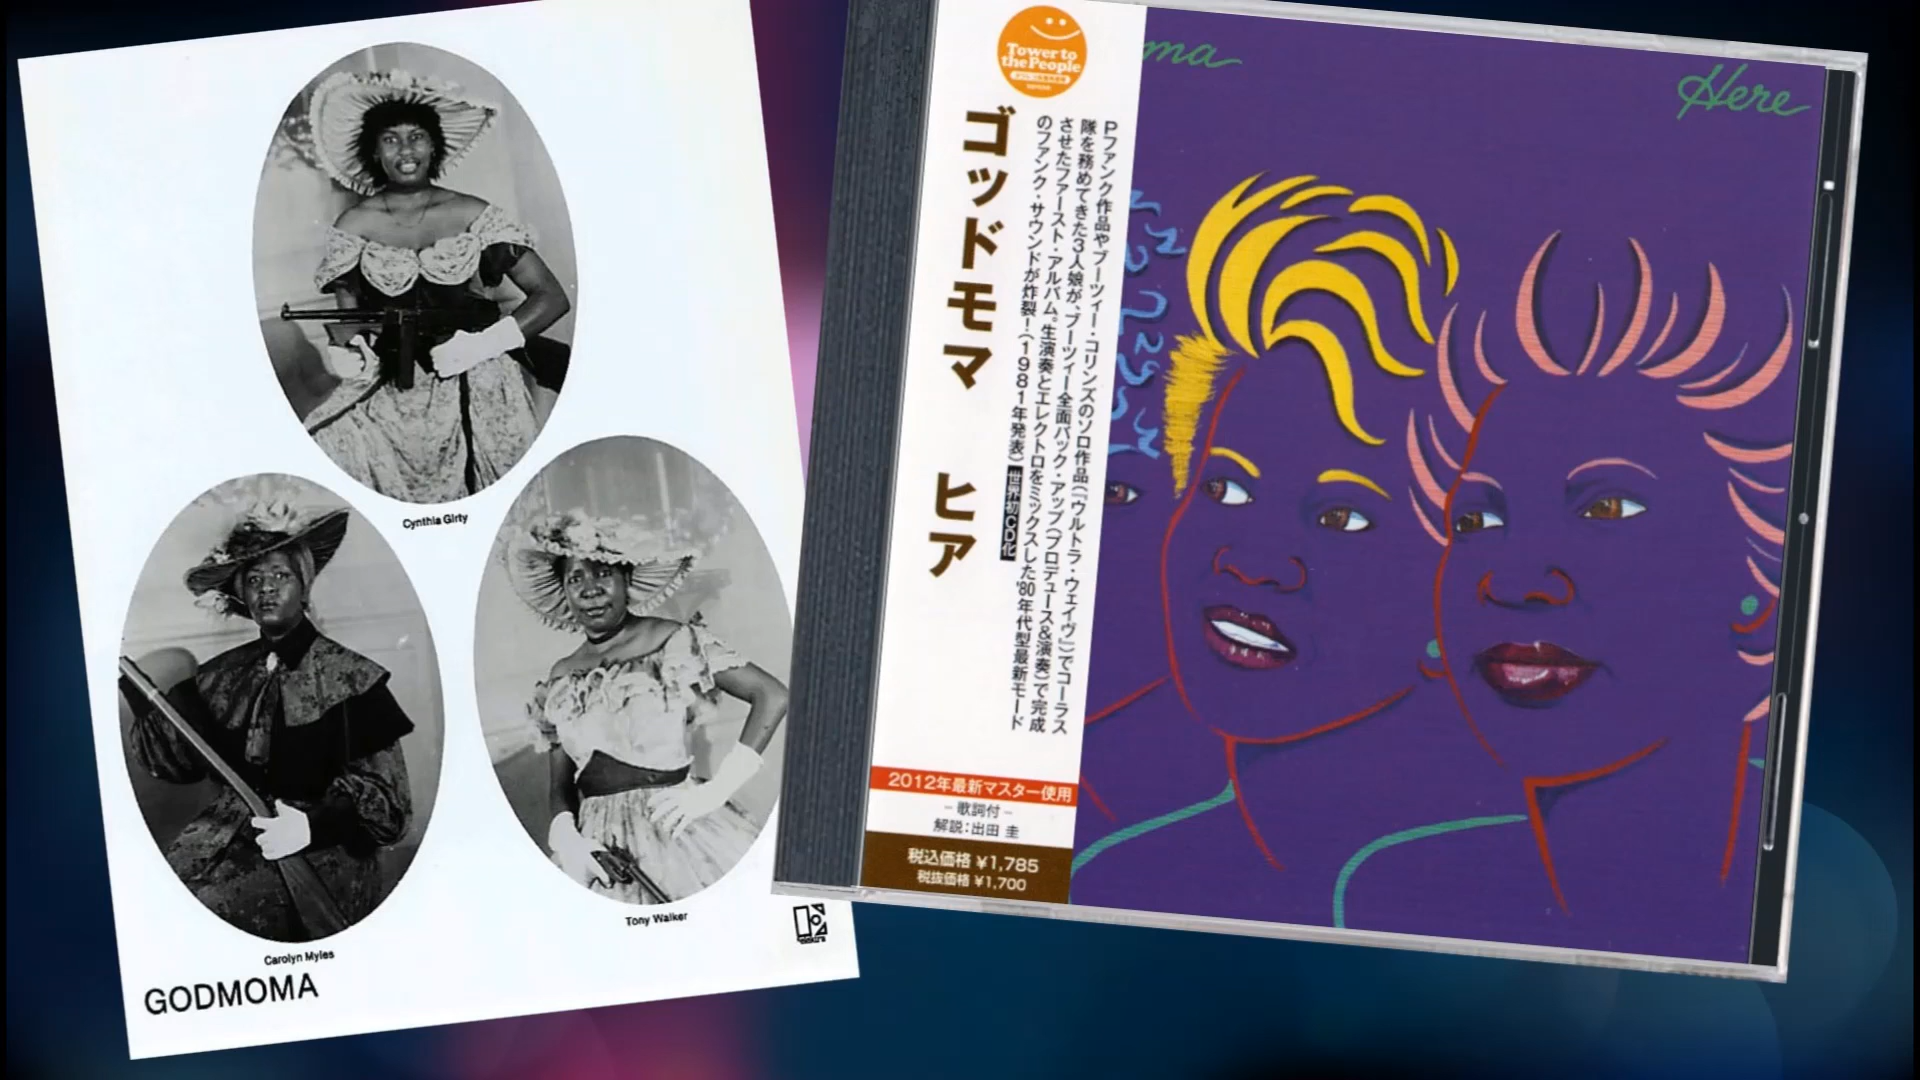 Cynthia Girty
Carolyn Myles
Tony Walker
GODMOMA
Tower to
the People
ゴッドモマ ヒア
Pファンク作品やブーツィー・コリンズのソロ作品(『ウルトラ・ウェイヴ』)でコーラス
隊を務めてきた3人娘が、ブーツィー全面バック・アップ(プロデュース&演奏)で完成
させたファースト・アルバム。生演奏とエレクトロをミックスした'80年代型最新モード
のファンク・サウンドが炸裂!(1981年発表) 世界初CD化
2012年最新マスター使用
-歌詞付-
解説:出田 圭
税込価格 ¥1,785
税抜価格 ¥1,700
ma
Here